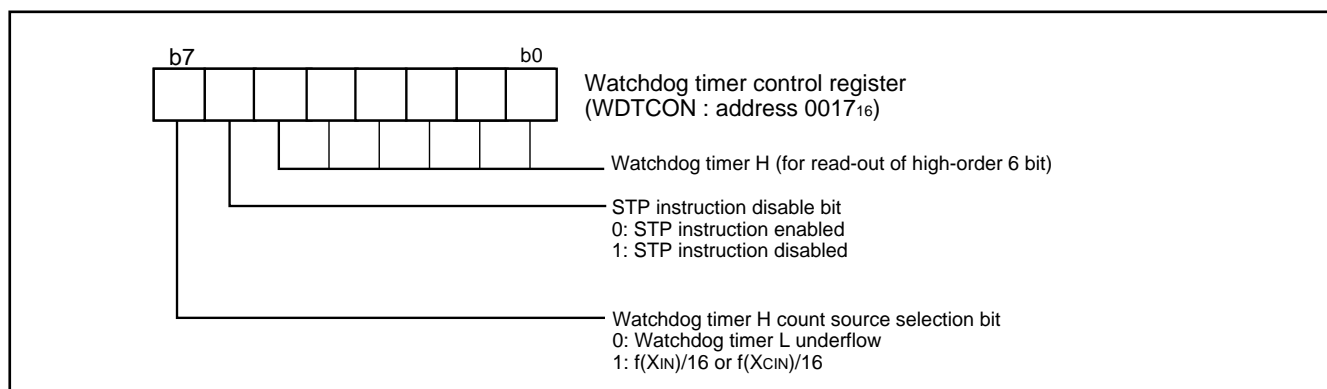 b7 b0
Watchdog timer control register
(WDTCON : address 0017₁₆)
Watchdog timer H (for read-out of high-order 6 bit)
STP instruction disable bit
0: STP instruction enabled
1: STP instruction disabled
Watchdog timer H count source selection bit
0: Watchdog timer L underflow
1: f(XIN)/16 or f(XCIN)/16